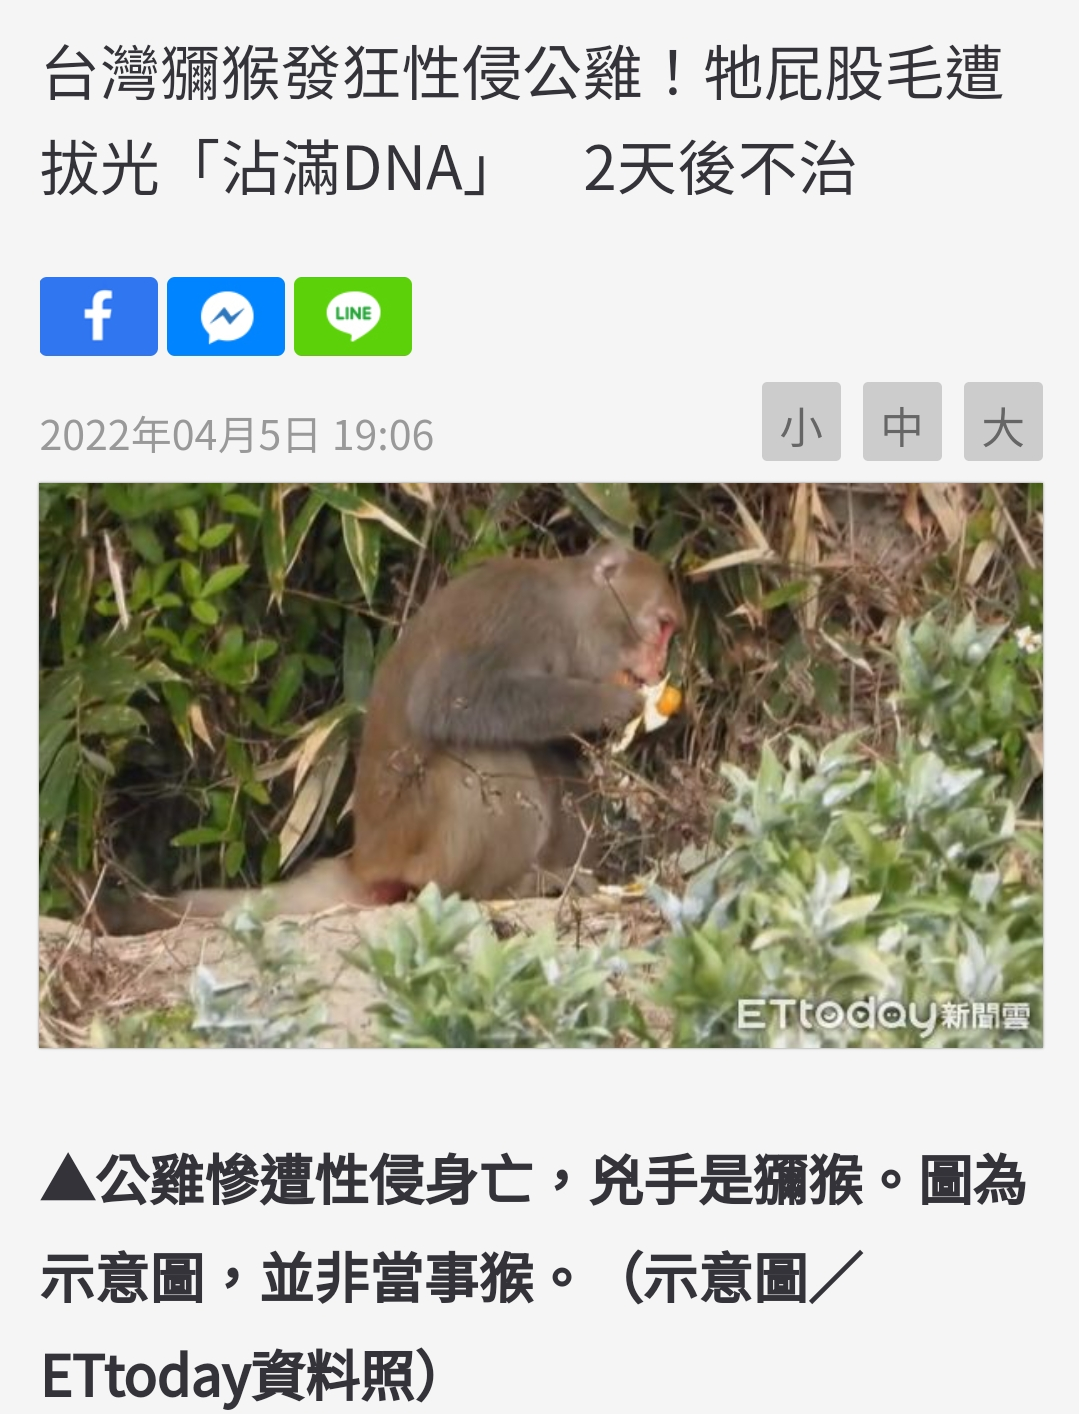 台灣獼猴發狂性侵公雞！牠屁股毛遭
拔光「沾滿DNA」　2天後不治
LINE
2022年04月5日 19:06
小 中 大
ETtoday新聞雲
▲公雞慘遭性侵身亡，兇手是獼猴。圖為
示意圖，並非當事猴。（示意圖／
ETtoday資料照）